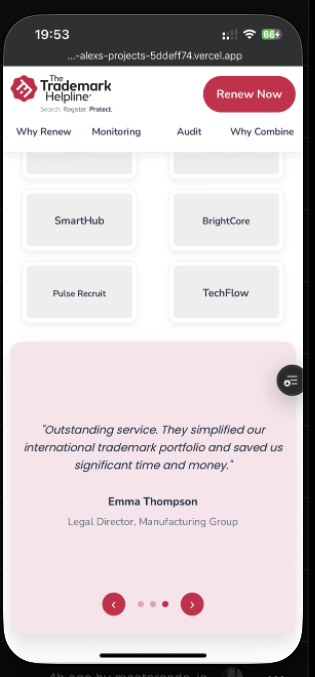 19:53
66
...-alexs-projects-5ddeff74.vercel.app
The
Trademark
Helpline
Search. Register. Protect.
Renew Now
Why Renew Monitoring Audit Why Combine
SmartHub BrightCore
Pulse Recruit TechFlow
"Outstanding service. They simplified our
international trademark portfolio and saved us
significant time and money."
Emma Thompson
Legal Director, Manufacturing Group